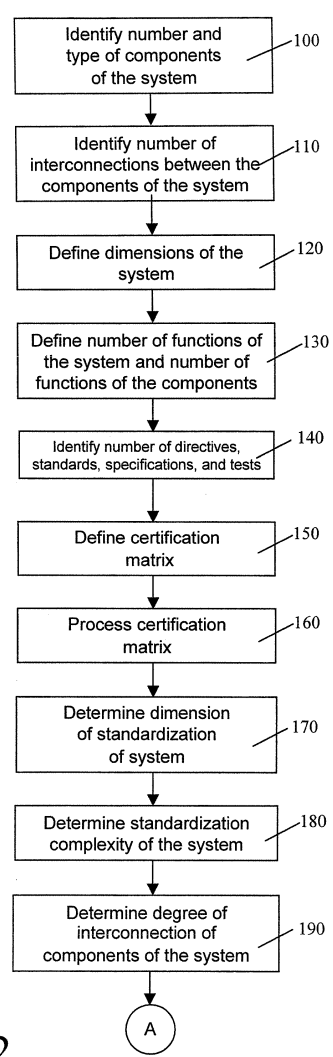 Identify number and
type of components
of the system
100
Identify number of
interconnections between the
components of the system
110
Define dimensions of the
system
120
Define number of functions of
the system and number of
functions of the components
130
Identify number of directives,
standards, specifications, and tests
140
Define certification
matrix
150
Process certification
matrix
160
Determine dimension
of standardization
of system
170
Determine standardization
complexity of the system
180
Determine degree of
interconnection of
components of the system
190
A